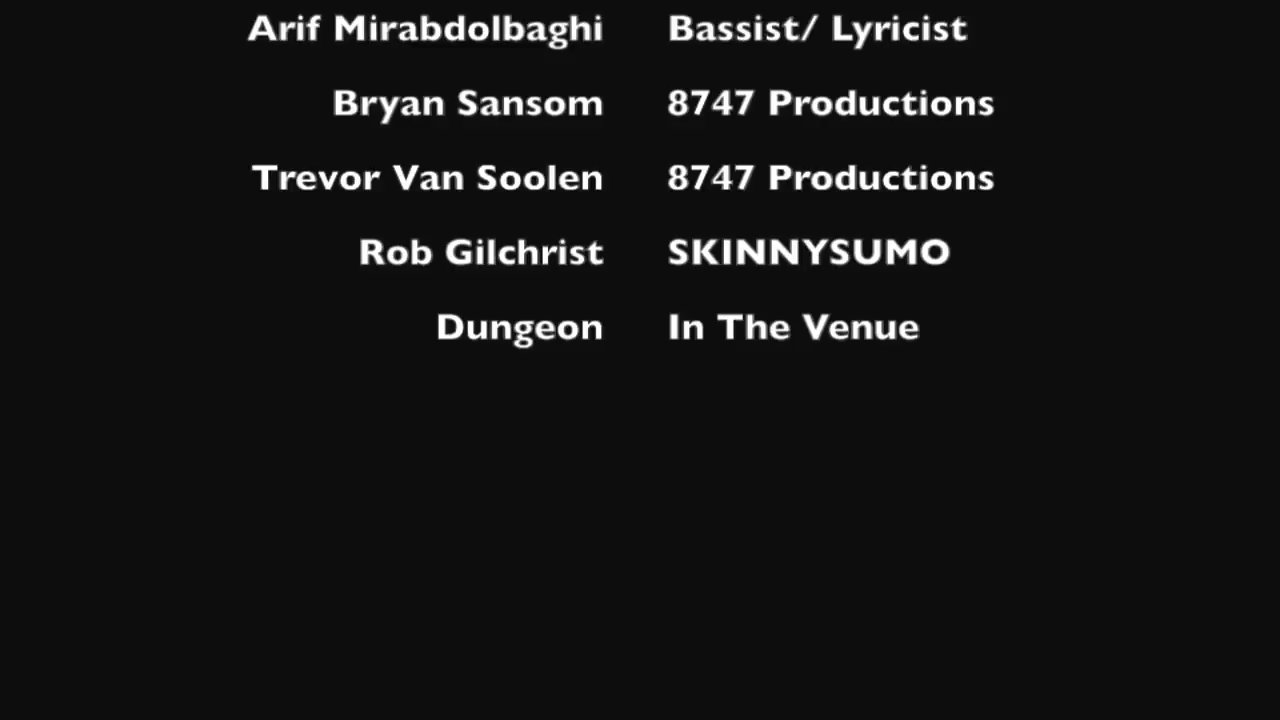 Arif Mirabdolbaghi Bassist/ Lyricist
Bryan Sansom 8747 Productions
Trevor Van Soolen 8747 Productions
Rob Gilchrist SKINNYSUMO
Dungeon In The Venue